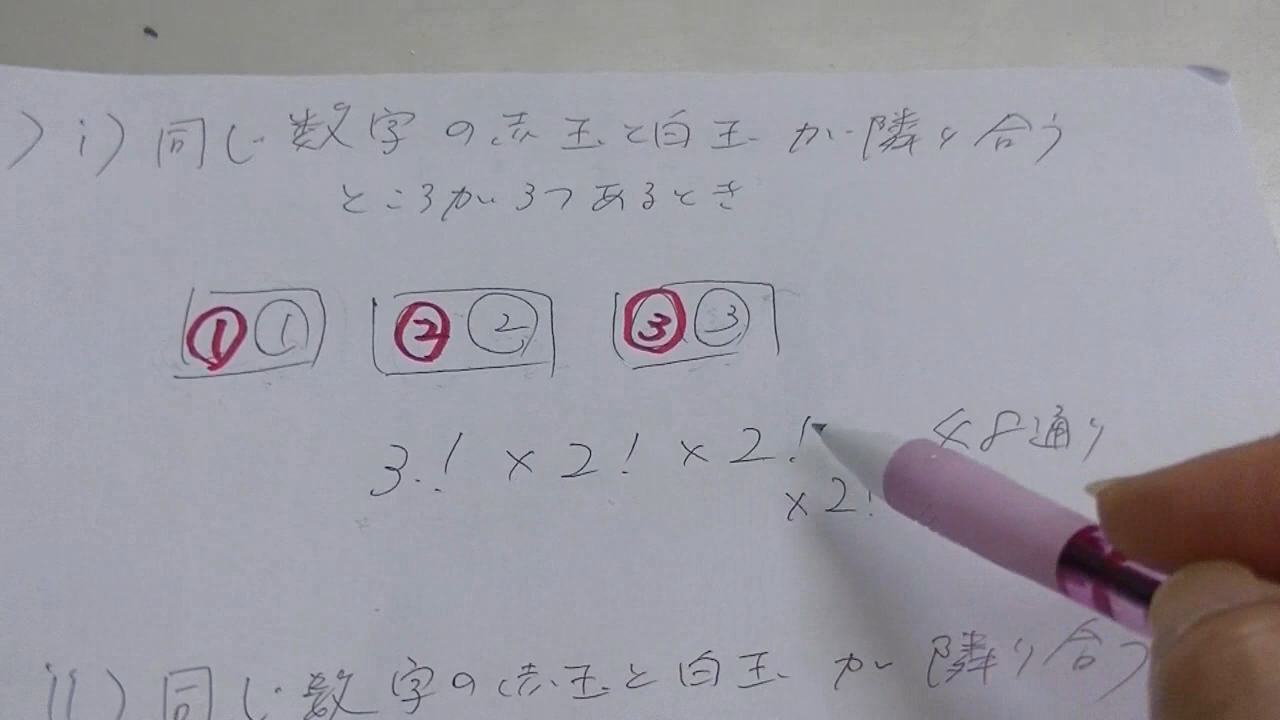 ) i) 同じ数字の赤玉と白玉が隣り合う
ところが3つあるとき
① ① ② ② ③ ③
3! × 2! × 2! 48通り
× 2!
ii) 同じ数字の赤玉と白玉が隣り合う